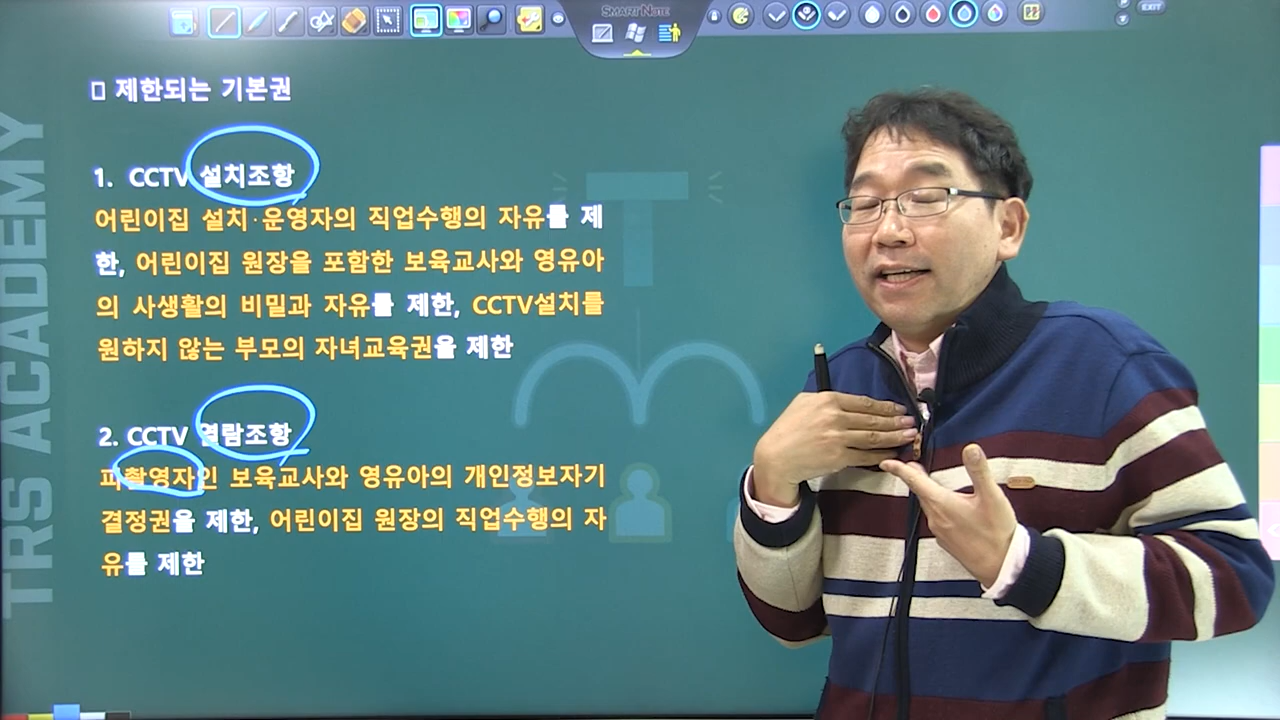 SMARTNOTE
EXIT
TRS ACADEMY
제한되는 기본권
1. CCTV 설치조항
어린이집 설치·운영자의 직업수행의 자유를 제
한, 어린이집 원장을 포함한 보육교사와 영유아
의 사생활의 비밀과 자유를 제한, CCTV설치를
원하지 않는 부모의 자녀교육권을 제한
2. CCTV 열람조항
피촬영자인 보육교사와 영유아의 개인정보자기
결정권을 제한, 어린이집 원장의 직업수행의 자
유를 제한